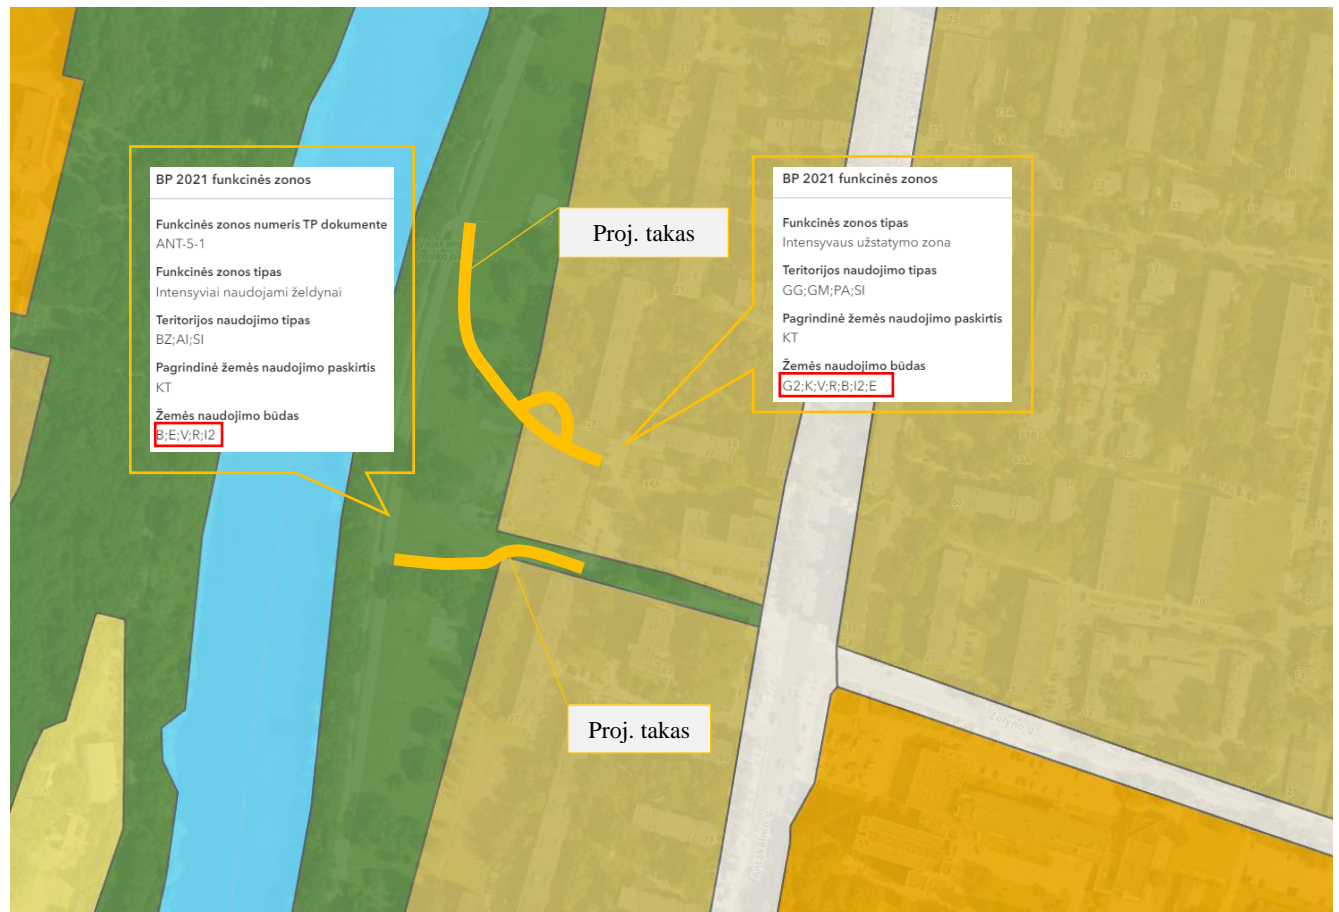 BP 2021 funkcinės zonos
Funkcinės zonos numeris TP dokumente
ANT-5-1
Funkcinės zonos tipas
Intensyviai naudojami želdynai
Teritorijos naudojimo tipas
BZ;AI;SI
Pagrindinė žemės naudojimo paskirtis
KT
Žemės naudojimo būdas
B;E;V;R;I2
Proj. takas
BP 2021 funkcinės zonos
Funkcinės zonos tipas
Intensyvaus užstatymo zona
Teritorijos naudojimo tipas
GG;GM;PA;SI
Pagrindinė žemės naudojimo paskirtis
KT
Žemės naudojimo būdas
G2;K;V;R;B;I2;E
Proj. takas
Žolyno g.
Antakalnio g.